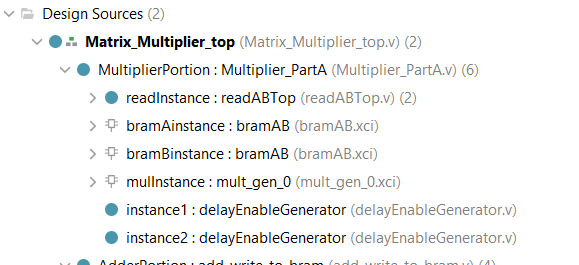 Design Sources (2)
Matrix_Multiplier_top (Matrix_Multiplier_top.v) (2)
MultiplierPortion : Multiplier_PartA (Multiplier_PartA.v) (6)
readInstance : readABTop (readABTop.v) (2)
bramAinstance : bramAB (bramAB.xci)
bramBinstance : bramAB (bramAB.xci)
mulInstance : mult_gen_0 (mult_gen_0.xci)
instance1 : delayEnableGenerator (delayEnableGenerator.v)
instance2 : delayEnableGenerator (delayEnableGenerator.v)
AdderPortion : add_write_to_bram (add_write_to_bram.v) (4)